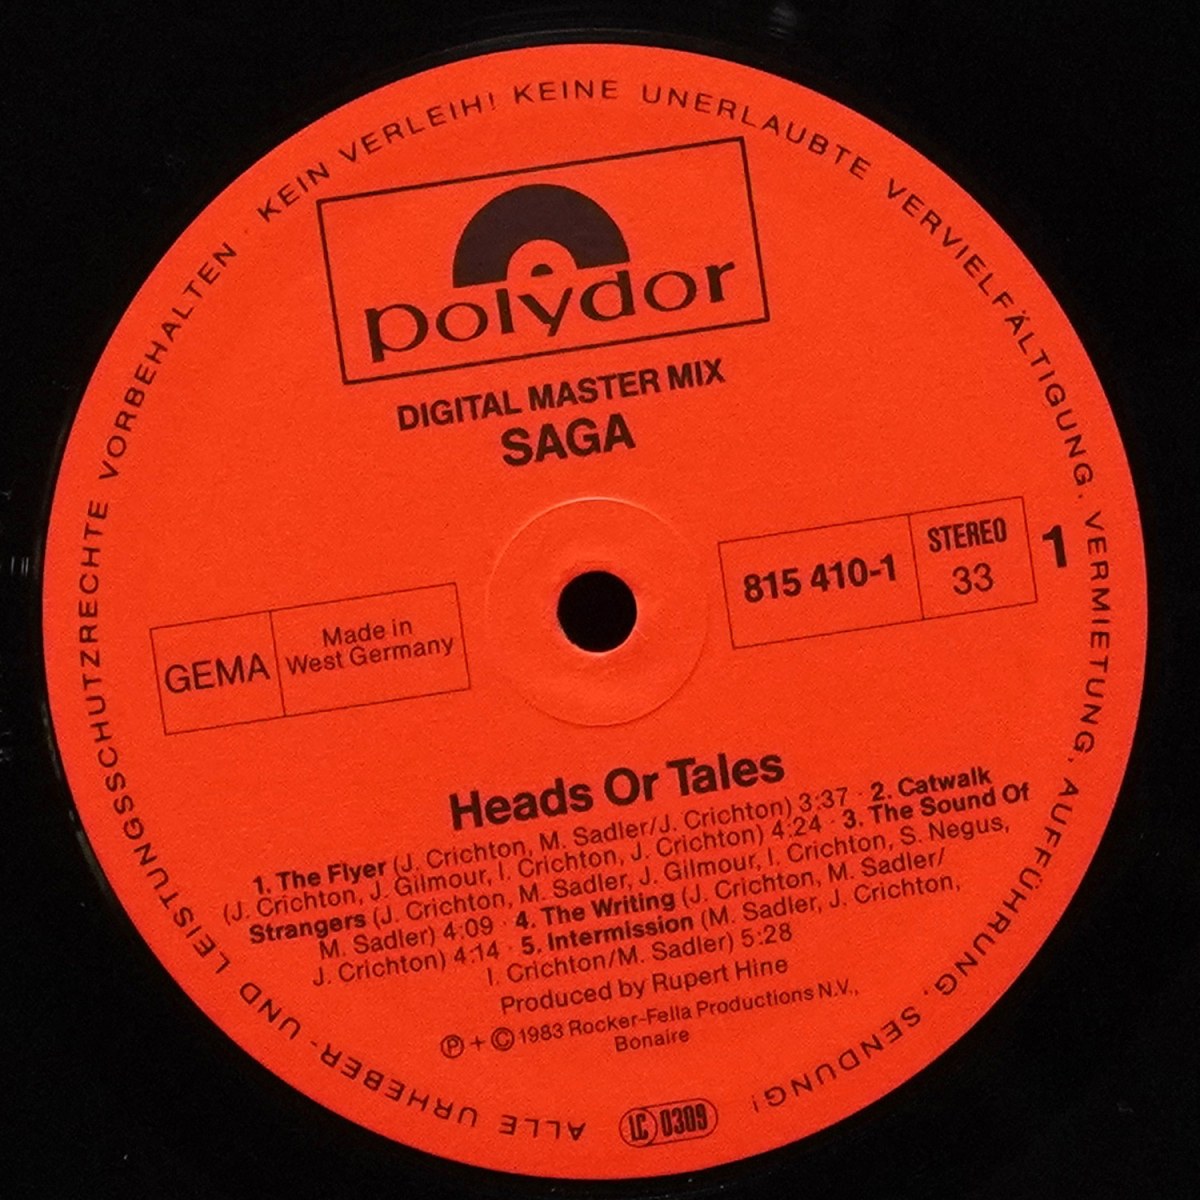 ALLE URHEBER- UND LEISTUNGSSCHUTZRECHTE VORBEHALTEN · KEIN VERLEIH! KEINE UNERLAUBTE VERVIELFÄLTIGUNG, VERMIETUNG, AUFFÜHRUNG, SENDUNG!
polydor
DIGITAL MASTER MIX
SAGA
815 410-1
STEREO
33
1
GEMA
Made in
West Germany
Heads Or Tales
1. The Flyer (J. Crichton, M. Sadler/J. Crichton) 3:37 · 2. Catwalk
(J. Crichton, J. Gilmour, I. Crichton, J. Crichton) 4:24 · 3. The Sound Of
Strangers (J. Crichton, M. Sadler, J. Gilmour, I. Crichton, S. Negus,
M. Sadler) 4:09 · 4. The Writing (J. Crichton, M. Sadler/
J. Crichton) 4:14 · 5. Intermission (M. Sadler, J. Crichton,
I. Crichton/M. Sadler) 5:28
Produced by Rupert Hine
Ⓟ + © 1983 Rocker-Fella Productions N.V.,
Bonaire
LC 0309